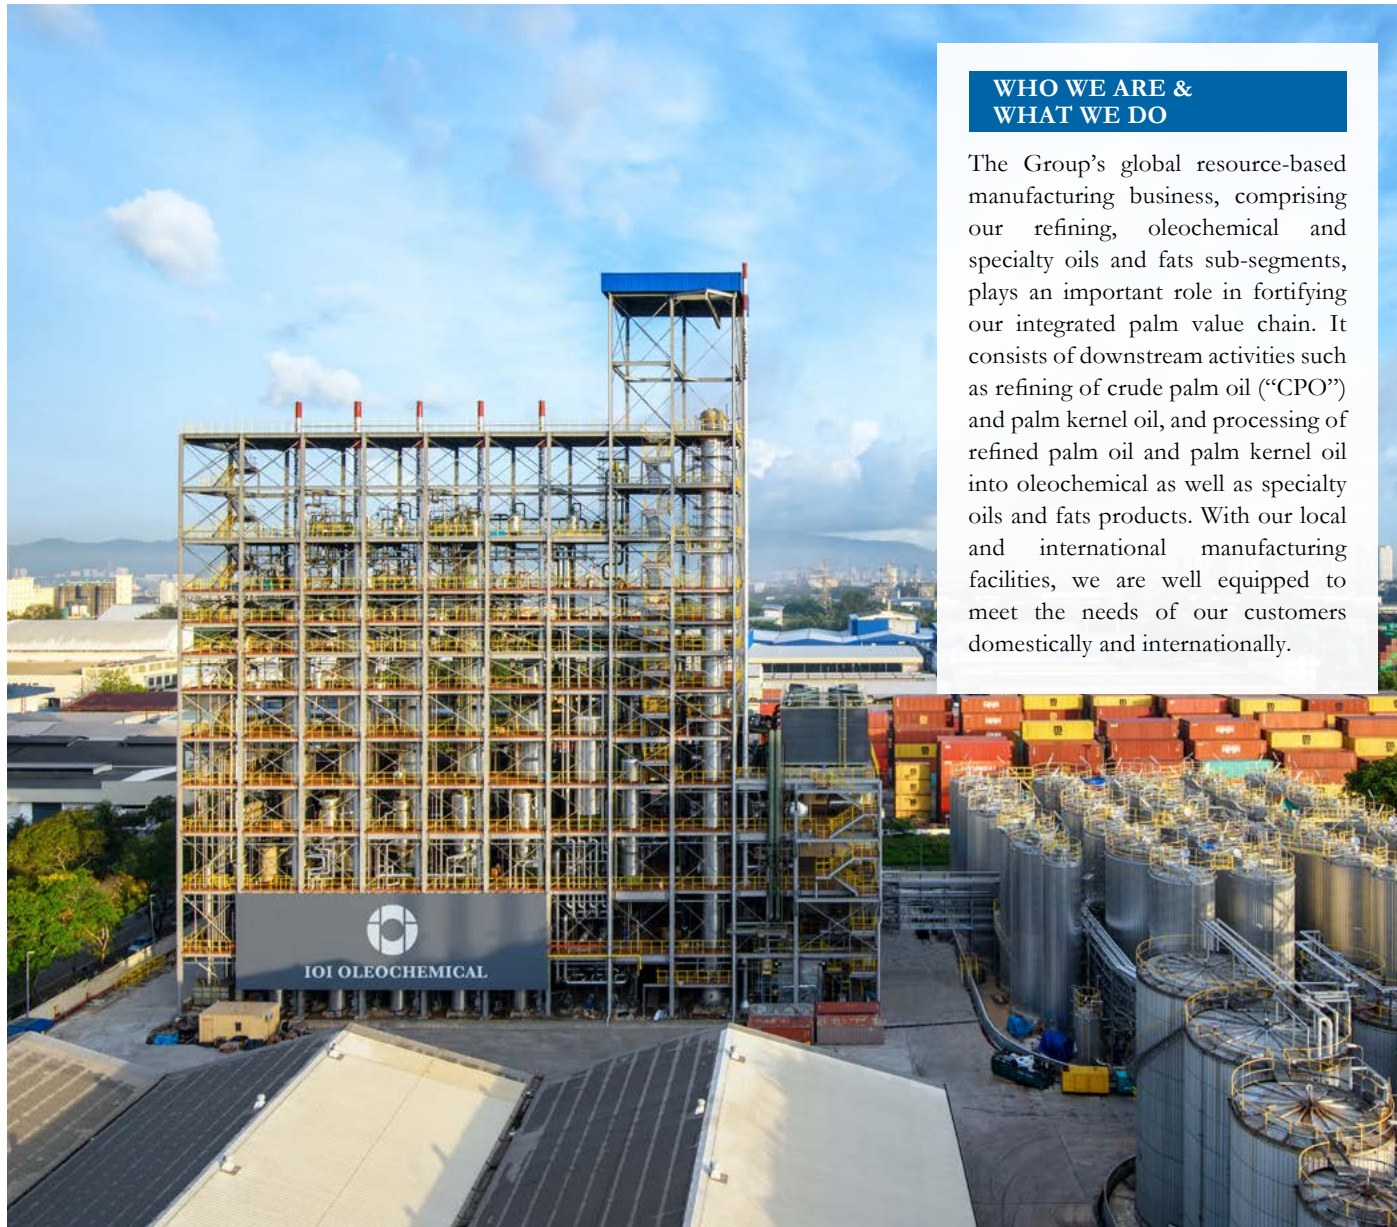 WHO WE ARE &
WHAT WE DO
The Group’s global resource-based
manufacturing business, comprising
our refining, oleochemical and
specialty oils and fats sub-segments,
plays an important role in fortifying
our integrated palm value chain. It
consists of downstream activities such
as refining of crude palm oil (“CPO”)
and palm kernel oil, and processing of
refined palm oil and palm kernel oil
into oleochemical as well as specialty
oils and fats products. With our local
and international manufacturing
facilities, we are well equipped to
meet the needs of our customers
domestically and internationally.
IOI OLEOCHEMICAL